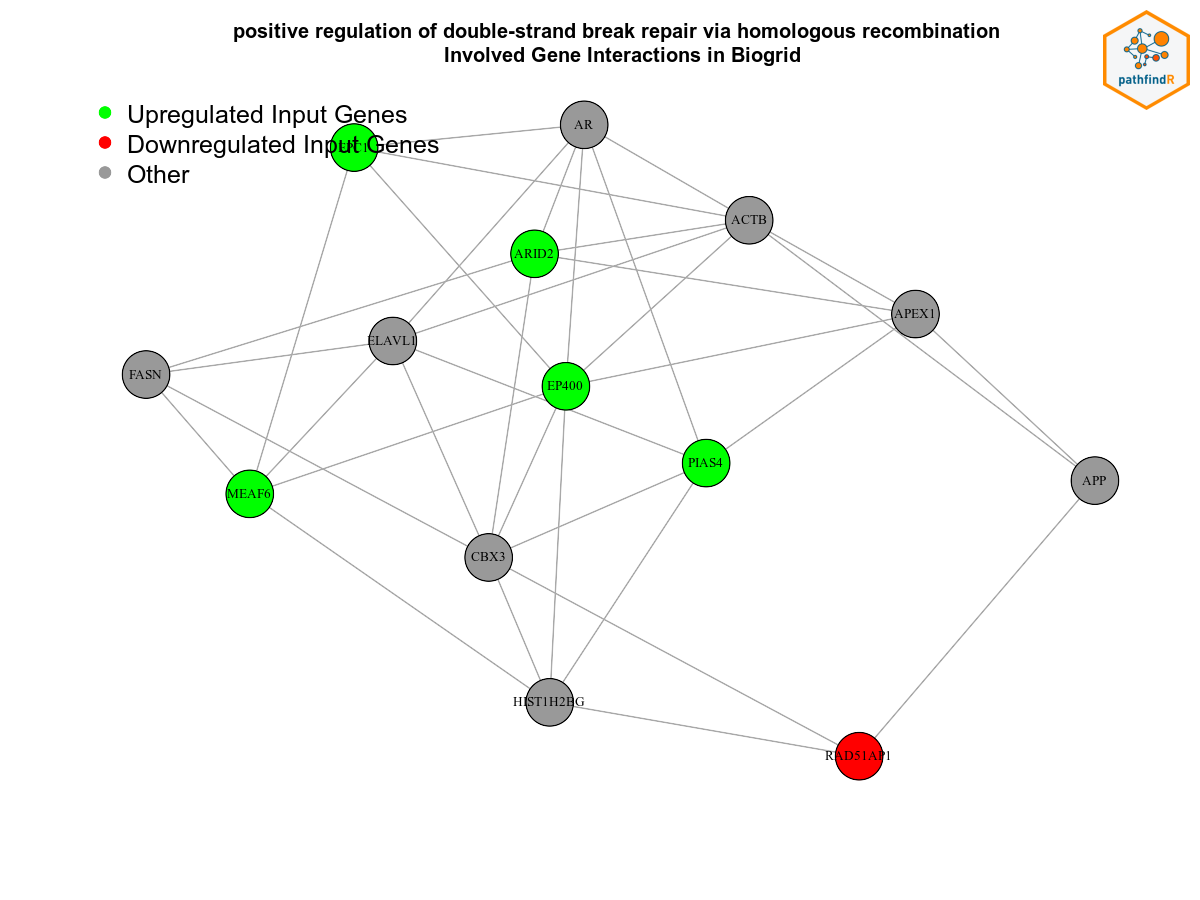 positive regulation of double-strand break repair via homologous recombination
Involved Gene Interactions in Biogrid
pathfindR
Upregulated Input Genes
Downregulated Input Genes
Other
AR
ACTB
ARID2
APEX1
ELAVL1
FASN
EP400
PIAS4
APP
MEAF6
CBX3
HIST1H2BG
RAD51AP1